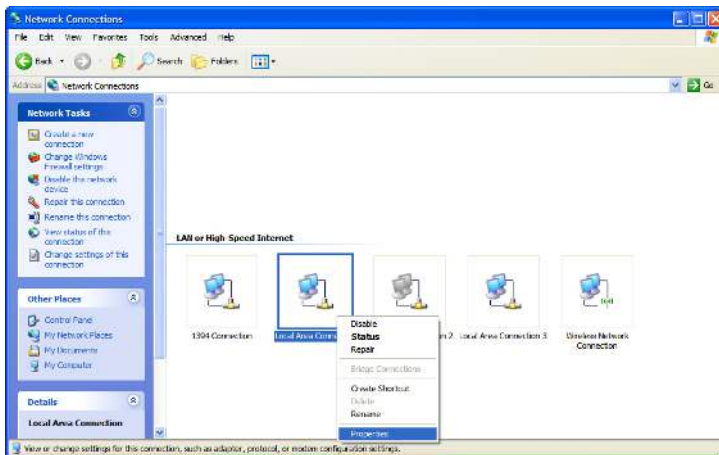 Network Connections
File Edit View Favorites Tools Advanced Help
Back Search Folders
Address Network Connections Go
Network Tasks
Create a new
connection
Change Windows
Firewall settings
Disable this network
device
Repair this connection
Rename this connection
View status of this
connection
Change settings of this
connection
Other Places
Control Panel
My Network Places
My Documents
My Computer
Details
Local Area Connection
LAN or High-Speed Internet
1394 Connection
Local Area Conne
n 2
Local Area Connection 3
Wireless Network
Connection
Disable
Status
Repair
Bridge Connections
Create Shortcut
Delete
Rename
Properties
View or change settings for this connection, such as adapter, protocol, or modem configuration settings.